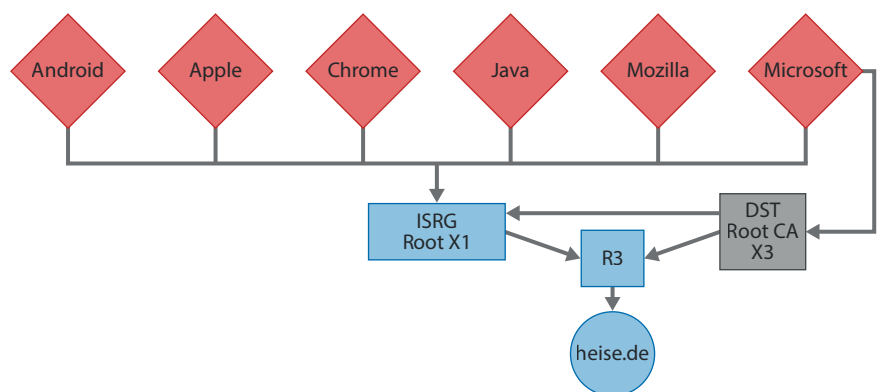 Android
Apple
Chrome
Java
Mozilla
Microsoft
ISRG
Root X1
DST
Root CA
X3
R3
heise.de